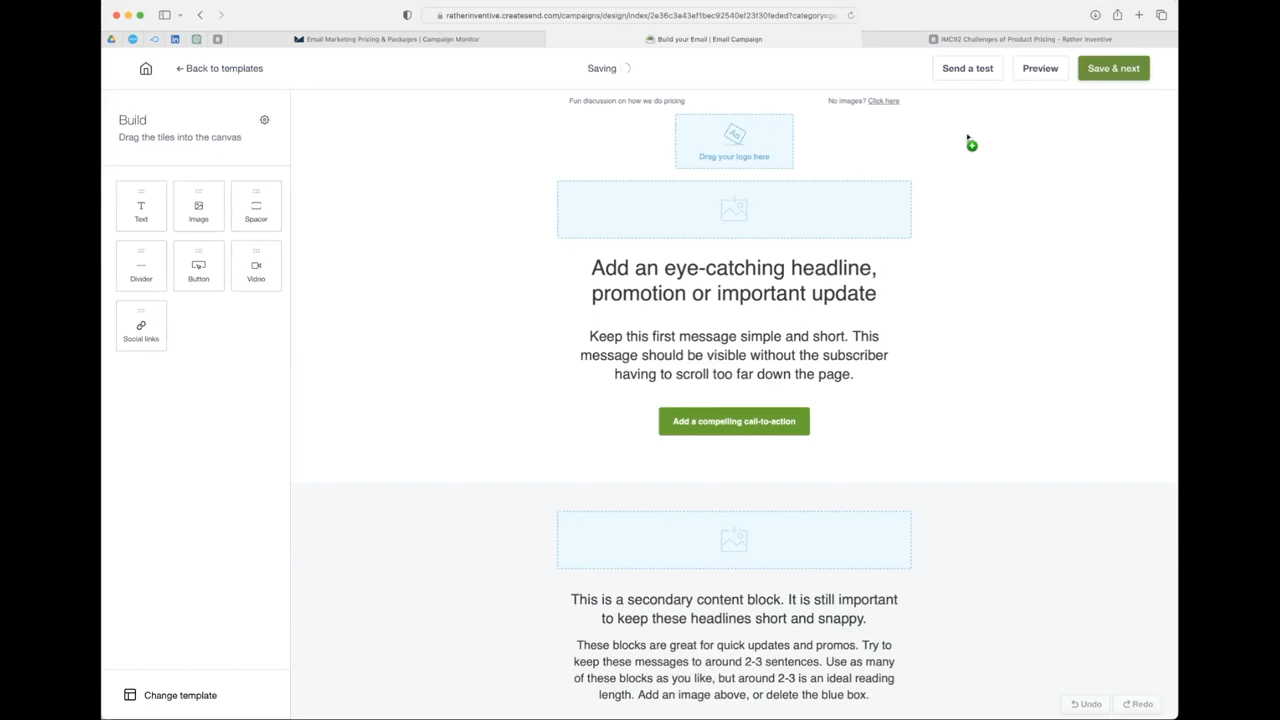 ratherinventive.createsend.com/campaigns/design/index/2e36c3e43ef1bec92540ef23f30feded?category=
Email Marketing Pricing & Packages | Campaign Monitor
Build your Email | Email Campaign
IMC92 Challenges of Product Pricing - Rather Inventive
Back to templates
Saving
Send a test
Preview
Save & next
Build
Drag the tiles into the canvas
Text
Image
Spacer
Divider
Button
Video
Social links
Change template
Fun discussion on how we do pricing
No images? Click here
Drag your logo here
Add an eye-catching headline,
promotion or important update
Keep this first message simple and short. This
message should be visible without the subscriber
having to scroll too far down the page.
Add a compelling call-to-action
This is a secondary content block. It is still important
to keep these headlines short and snappy.
These blocks are great for quick updates and promos. Try to
keep these messages to around 2-3 sentences. Use as many
of these blocks as you like, but around 2-3 is an ideal reading
length. Add an image above, or delete the blue box.
Undo
Redo